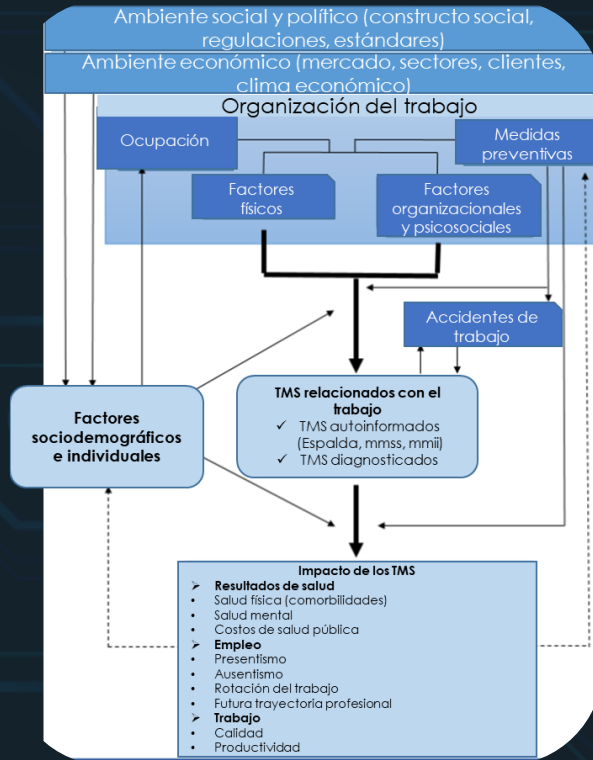 Ambiente social y político (constructo social,
regulaciones, estándares)
Ambiente económico (mercado, sectores, clientes,
clima económico)
Organización del trabajo
Ocupación
Medidas
preventivas
Factores
físicos
Factores
organizacionales
y psicosociales
Accidentes de
trabajo
Factores
sociodemográficos
e individuales
TMS relacionados con el
trabajo
✓ TMS autoinformados
(Espalda, mmss, mmii)
✓ TMS diagnosticados
Impacto de los TMS
➤ Resultados de salud
• Salud física (comorbilidades)
• Salud mental
• Costos de salud pública
➤ Empleo
• Presentismo
• Ausentismo
• Rotación del trabajo
• Futura trayectoria profesional
➤ Trabajo
• Calidad
• Productividad